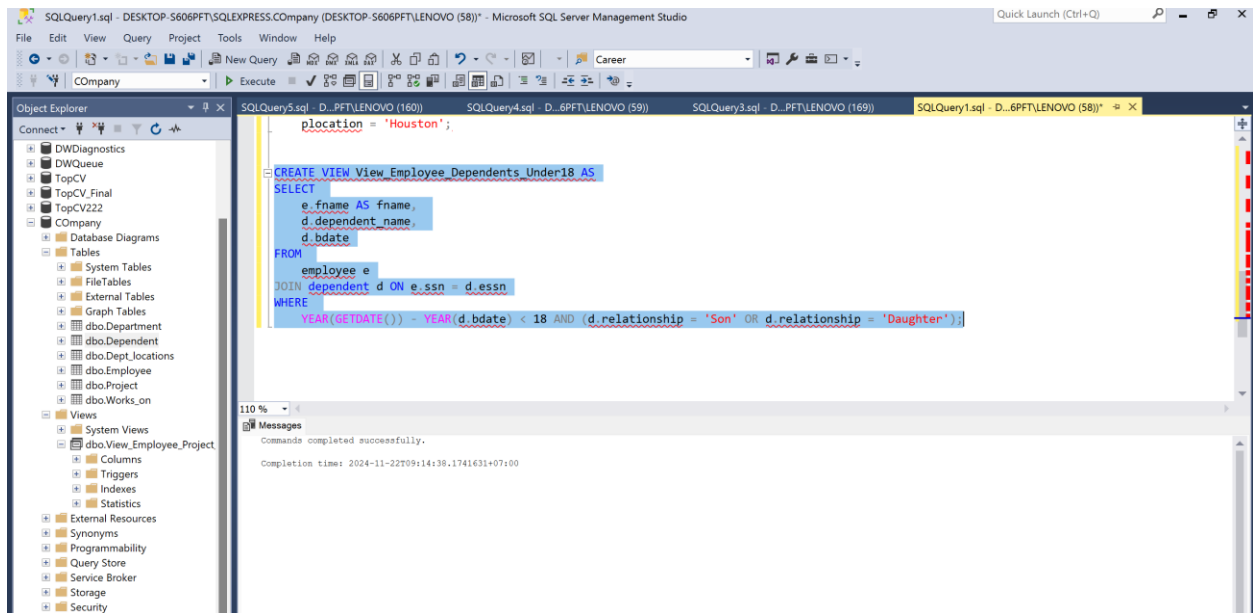 SQLQuery1.sql - DESKTOP-S606PFT\SQLEXPRESS.COmpany (DESKTOP-S606PFT\LENOVO (58))* - Microsoft SQL Server Management Studio
Quick Launch (Ctrl+Q)
File Edit View Query Project Tools Window Help
New Query
Career
COmpany
Execute
Object Explorer
SQLQuery5.sql - D...PFT\LENOVO (160))
SQLQuery4.sql - D...6PFT\LENOVO (59))
SQLQuery3.sql - D...PFT\LENOVO (169))
SQLQuery1.sql - D...6PFT\LENOVO (58))*
Connect
DWDiagnostics
DWQueue
TopCV
TopCV_Final
TopCV222
COmpany
Database Diagrams
Tables
System Tables
FileTables
External Tables
Graph Tables
dbo.Department
dbo.Dependent
dbo.Dept_locations
dbo.Employee
dbo.Project
dbo.Works_on
Views
System Views
dbo.View_Employee_Project
Columns
Triggers
Indexes
Statistics
External Resources
Synonyms
Programmability
Query Store
Service Broker
Storage
Security
plocation = 'Houston';
CREATE VIEW View_Employee_Dependents_Under18 AS
SELECT
e.fname AS fname,
d.dependent_name,
d.bdate
FROM
employee e
JOIN dependent d ON e.ssn = d.essn
WHERE
YEAR(GETDATE()) - YEAR(d.bdate) < 18 AND (d.relationship = 'Son' OR d.relationship = 'Daughter');
110 %
Messages
Commands completed successfully.
Completion time: 2024-11-22T09:14:38.1741631+07:00